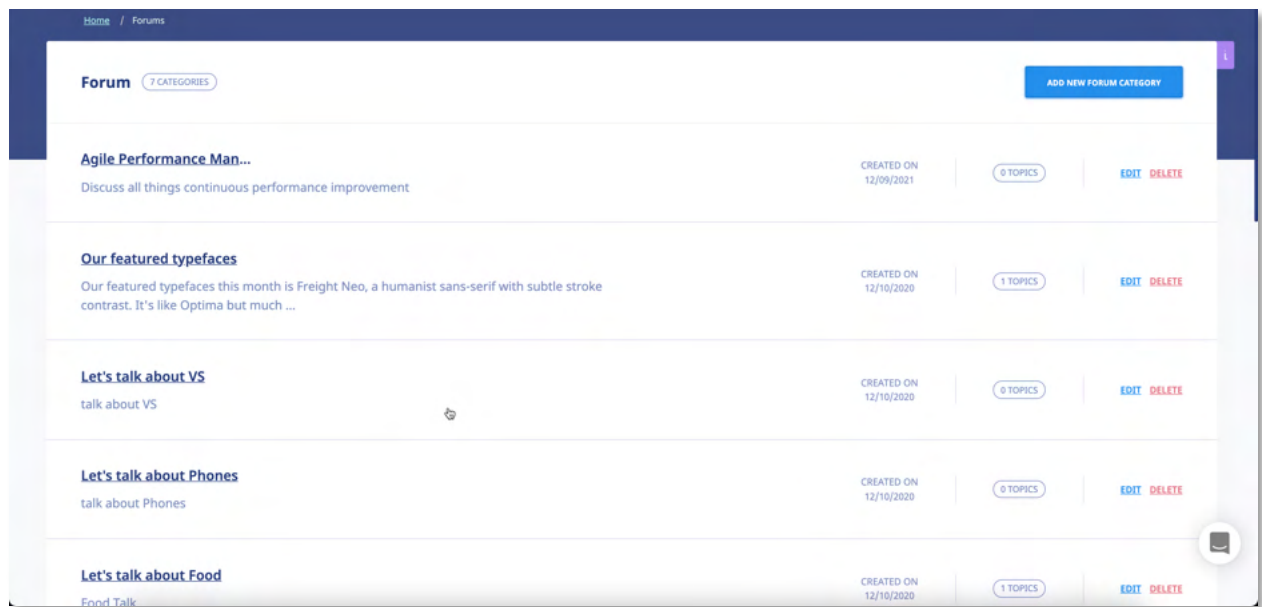 Home / Forums
i
Forum 7 CATEGORIES
ADD NEW FORUM CATEGORY
Agile Performance Man...
Discuss all things continuous performance improvement
CREATED ON
12/09/2021
0 TOPICS
EDIT DELETE
Our featured typefaces
Our featured typefaces this month is Freight Neo, a humanist sans-serif with subtle stroke
contrast. It's like Optima but much ...
CREATED ON
12/10/2020
1 TOPICS
EDIT DELETE
Let's talk about VS
talk about VS
CREATED ON
12/10/2020
0 TOPICS
EDIT DELETE
Let's talk about Phones
talk about Phones
CREATED ON
12/10/2020
0 TOPICS
EDIT DELETE
Let's talk about Food
Food Talk
CREATED ON
12/10/2020
1 TOPICS
EDIT DELETE